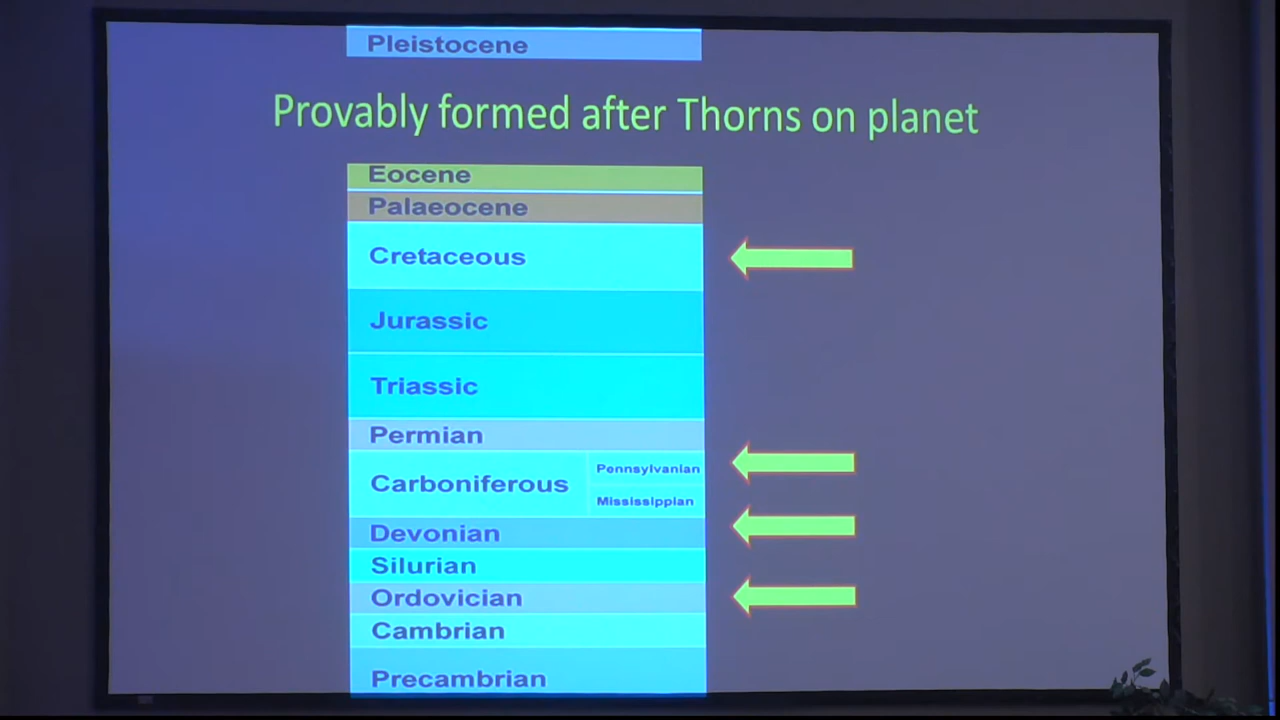 Pleistocene
Provably formed after Thorns on planet
Eocene
Palaeocene
Cretaceous
Jurassic
Triassic
Permian
Carboniferous
Pennsylvanian
Mississippian
Devonian
Silurian
Ordovician
Cambrian
Precambrian